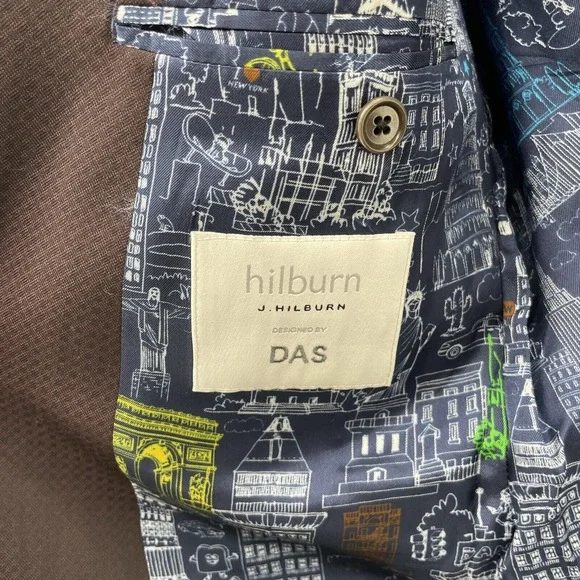 NEW YORK
hilburn
J.HILBURN
DESIGNED BY
DAS